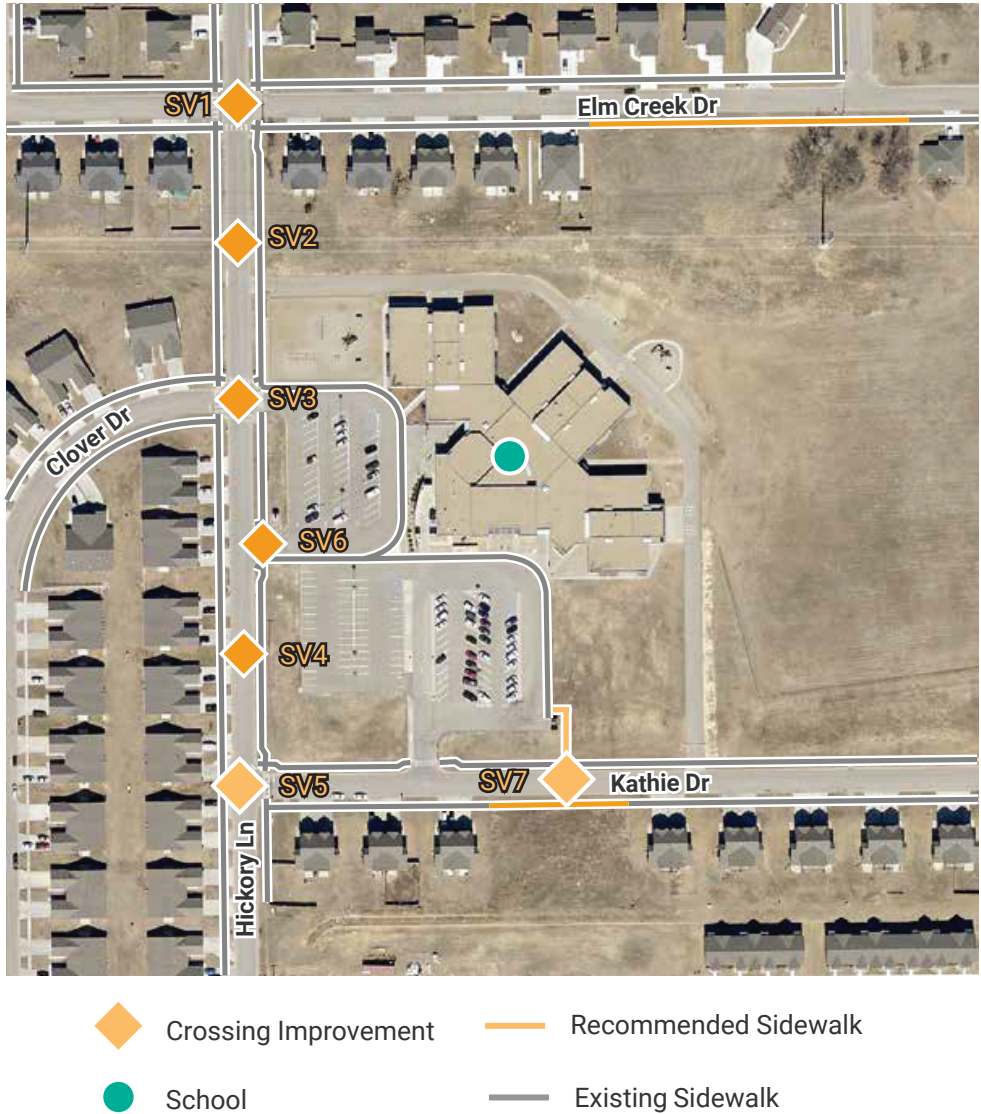 SV1
Elm Creek Dr
SV2
SV3
Clover Dr
SV6
SV4
SV5
SV7
Kathie Dr
Hickory Ln
Crossing Improvement
Recommended Sidewalk
School
Existing Sidewalk